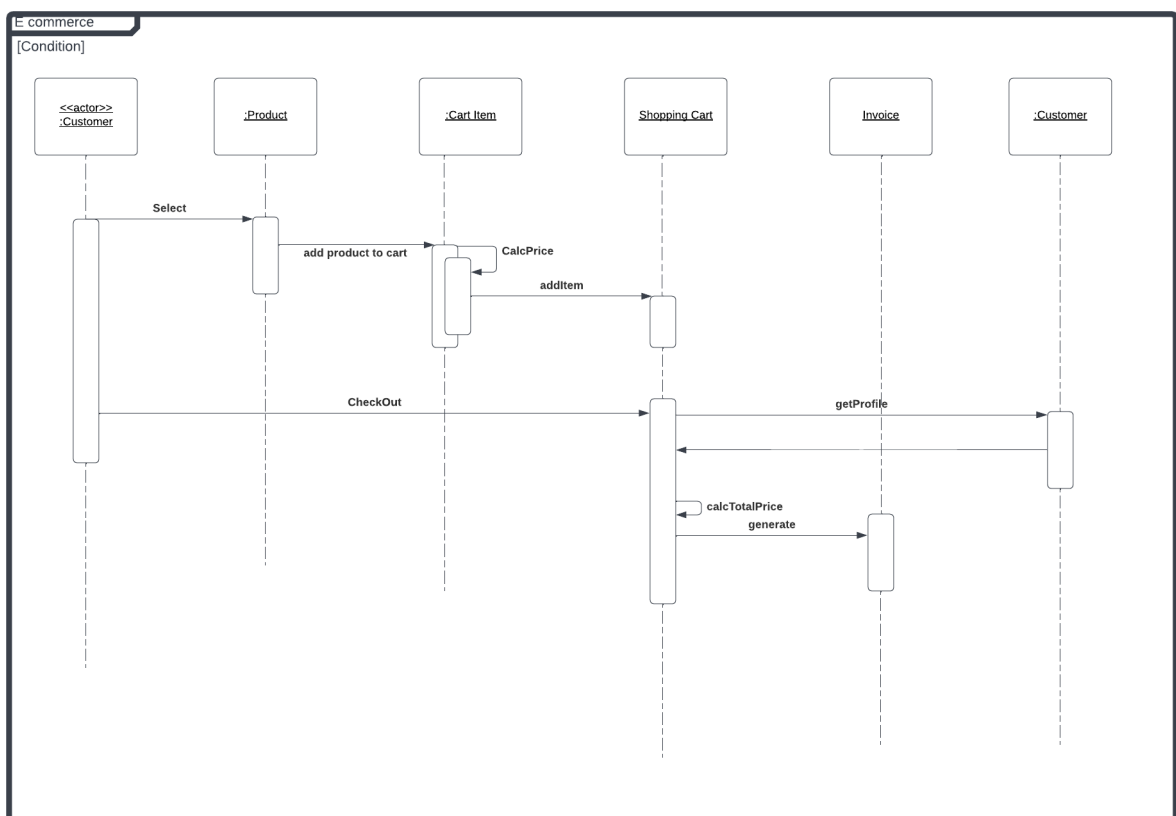 E commerce
[Condition]
<<actor>>
:Customer
:Product
:Cart Item
Shopping Cart
Invoice
:Customer
Select
add product to cart
CalcPrice
addItem
CheckOut
getProfile
calcTotalPrice
generate